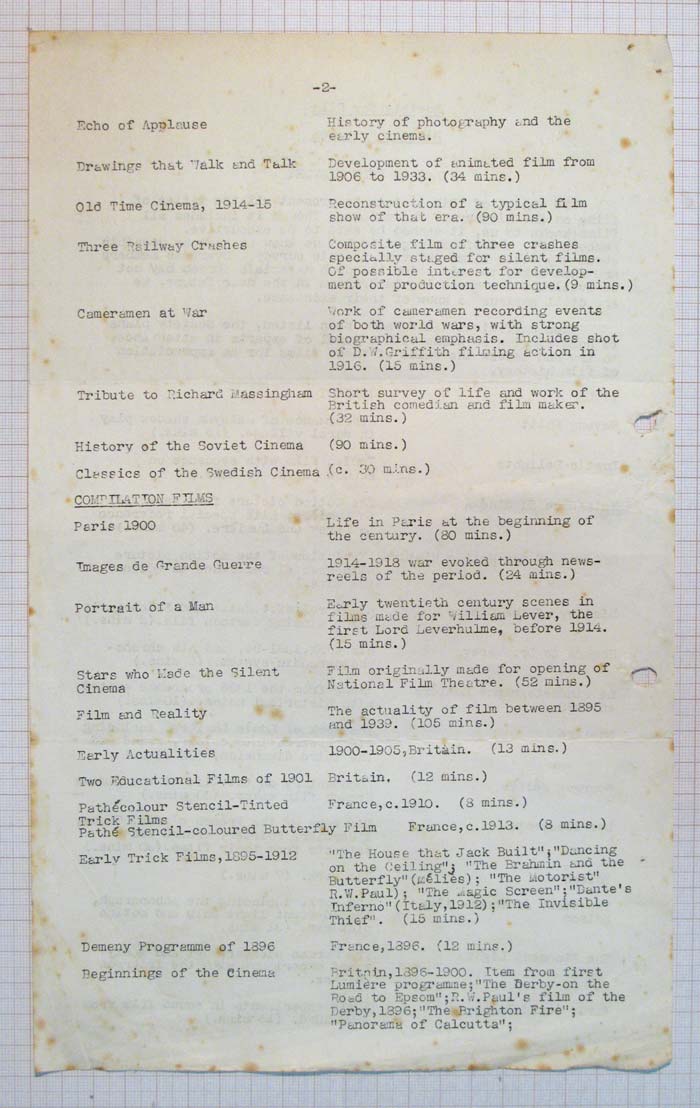 -2-
Echo of Applause History of photography and the
early cinema.
Drawings that Walk and Talk Development of animated film from
1906 to 1933. (34 mins.)
Old Time Cinema, 1914-15 Reconstruction of a typical film
show of that era. (90 mins.)
Three Railway Crashes Composite film of three crashes
specially staged for silent films.
Of possible interest for develop-
ment of production technique.(9 mins.)
Cameramen at War Work of cameramen recording events
of both world wars, with strong
biographical emphasis. Includes shot
of D.W.Griffith filming action in
1916. (15 mins.)
Tribute to Richard Massingham Short survey of life and work of the
British comedian and film maker.
(32 mins.)
History of the Soviet Cinema (90 mins.)
Classics of the Swedish Cinema (c. 30 mins.)
COMPILATION FILMS
Paris 1900 Life in Paris at the beginning of
the century. (80 mins.)
Images de Grande Guerre 1914-1918 war evoked through news-
reels of the period. (24 mins.)
Portrait of a Man Early twentieth century scenes in
films made for William Lever, the
first Lord Leverhulme, before 1914.
(15 mins.)
Stars who Made the Silent Film originally made for opening of
Cinema National Film Theatre. (52 mins.)
Film and Reality The actuality of film between 1895
and 1939. (105 mins.)
Early Actualities 1900-1905,Britain. (13 mins.)
Two Educational Films of 1901 Britain. (12 mins.)
Pathécolour Stencil-Tinted France,c.1910. (8 mins.)
Trick Films
Pathé Stencil-coloured Butterfly Film France,c.1913. (8 mins.)
Early Trick Films,1895-1912 "The House that Jack Built";"Dancing
on the Ceiling"; "The Brahmin and the
Butterfly"(Méliès); "The Motorist"
R.W.Paul); "The Magic Screen";"Dante's
Inferno"(Italy,1912);"The Invisible
Thief". (15 mins.)
Demeny Programme of 1896 France,1896. (12 mins.)
Beginnings of the Cinema Britain,1896-1900. Item from first
Lumière programme;"The Derby-on the
Road to Epsom";R.W.Paul's film of the
Derby,1896;"The Brighton Fire";
"Panorama of Calcutta";